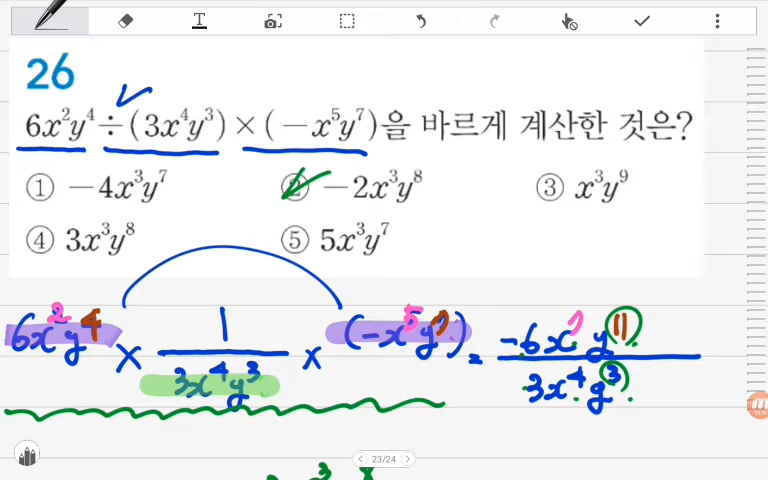 T
26
6x²y⁴÷(3x⁴y³)×(−x⁵y⁷)을 바르게 계산한 것은?
① −4x³y⁷ ② −2x³y⁸ ③ x³y⁹
④ 3x³y⁸ ⑤ 5x³y⁷
6x²y⁴ × 1/3x⁴y³ × (−x⁵y⁷) = −6x⁷y¹¹/3x⁴y³
23/24